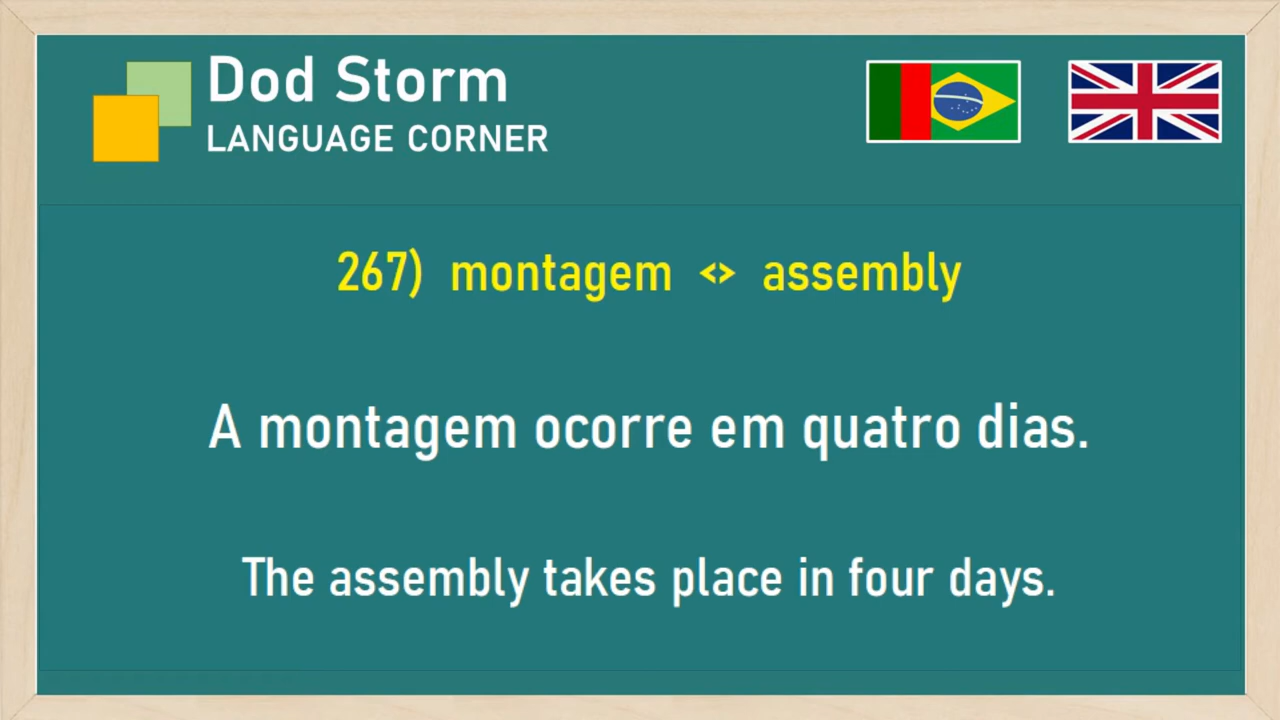 Dod Storm
LANGUAGE CORNER
267) montagem <> assembly
A montagem ocorre em quatro dias.
The assembly takes place in four days.